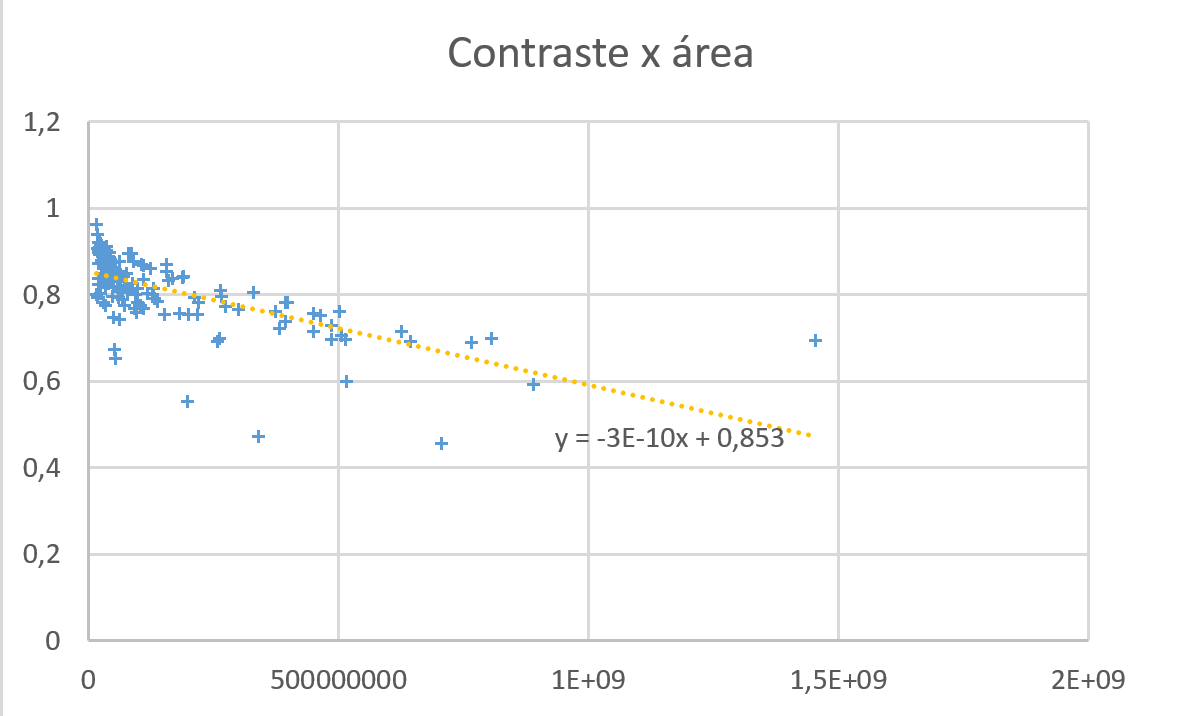 Contraste x área
1,2
1
0,8
0,6
y = -3E-10x + 0,853
0,4
0,2
0
0 500000000 1E+09 1,5E+09 2E+09